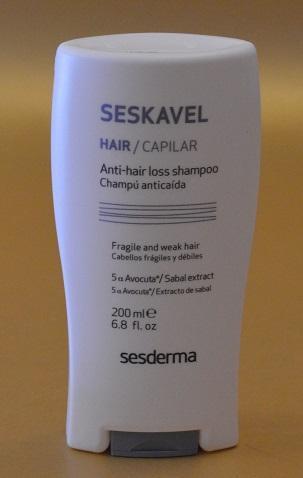 SESKAVEL
HAIR / CAPILAR
Anti-hair loss shampoo
Champú anticaída
Fragile and weak hair
Cabellos frágiles y débiles
5 α Avocuta®/ Sabal extract
5 α Avocuta®/ Extracto de sabal
200 ml ℮
6.8 fl. oz
sesderma